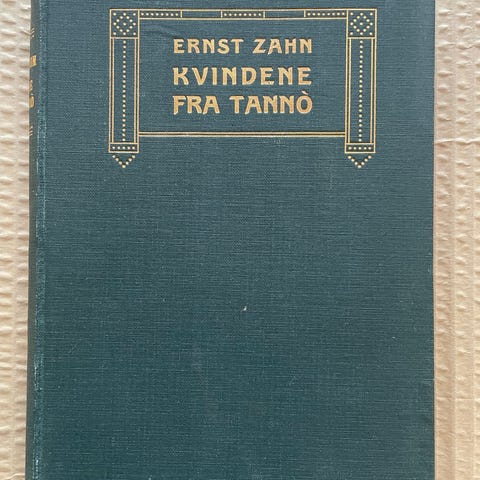 ERNST ZAHN
KVINDENE
FRA TANNÒ